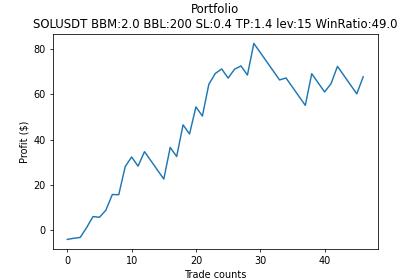 Portfolio
SOLUSDT BBM:2.0 BBL:200 SL:0.4 TP:1.4 lev:15 WinRatio:49.0
80
60
40
20
0
Profit ($)
0 10 20 30 40
Trade counts